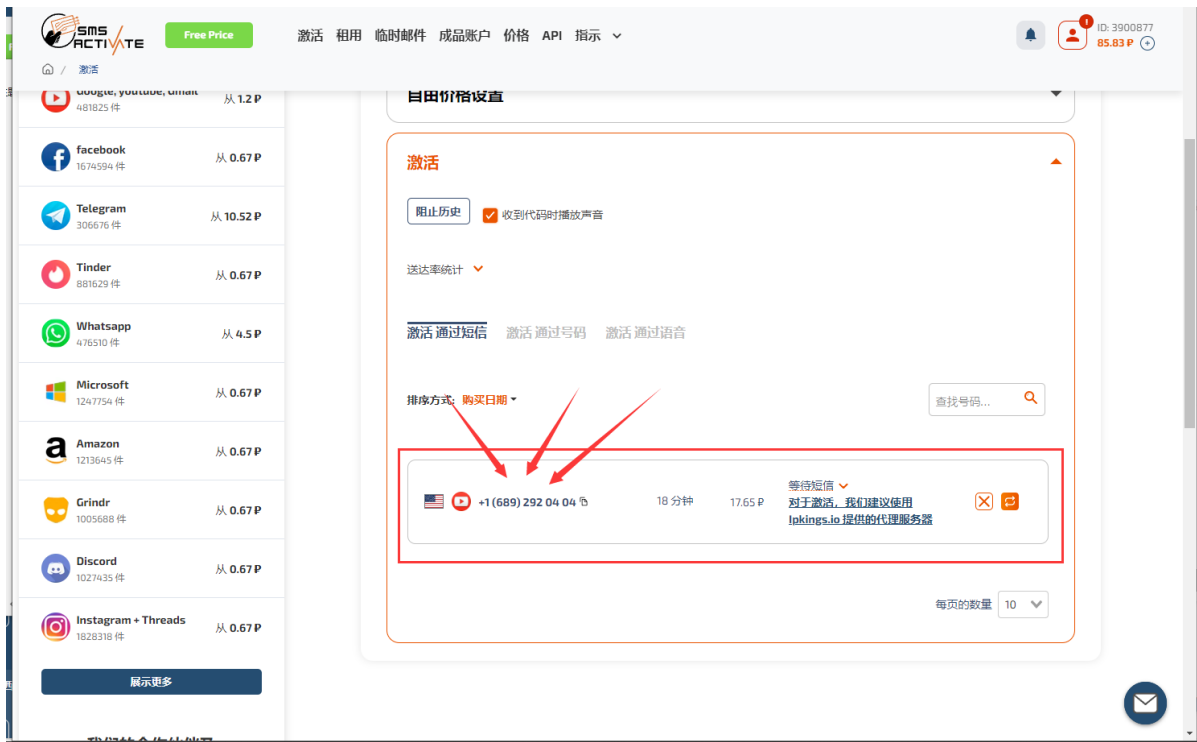 SMS
ACTIVATE
Free Price
激活 租用 临时邮件 成品账户 价格 API 指示
1
ID: 3900877
85.83 ₽
/ 激活
Google, youtube, Gmail
481825 件
从 1.2 ₽
facebook
1674594 件
从 0.67 ₽
Telegram
306676 件
从 10.52 ₽
Tinder
881629 件
从 0.67 ₽
Whatsapp
476510 件
从 4.5 ₽
Microsoft
1247754 件
从 0.67 ₽
Amazon
1213645 件
从 0.67 ₽
Grindr
1005688 件
从 0.67 ₽
Discord
1027435 件
从 0.67 ₽
Instagram + Threads
1828318 件
从 0.67 ₽
展示更多
自由价格设置
激活
阻止历史
收到代码时播放声音
送达率统计
激活 通过短信 激活 通过号码 激活 通过语音
排序方式: 购买日期
查找号码...
+1 (689) 292 04 04
18 分钟
17.65 ₽
等待短信
对于激活，我们建议使用
Ipkings.io 提供的代理服务器
每页的数量 10